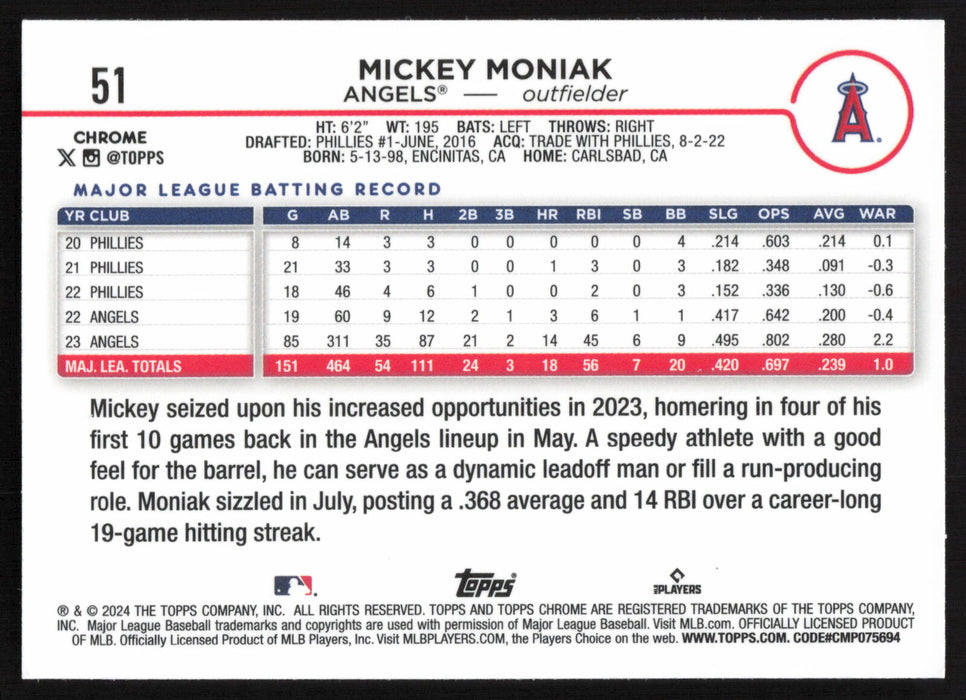 51
MICKEY MONIAK
ANGELS® — outfielder
A
CHROME
X @TOPPS
HT: 6'2" WT: 195 BATS: LEFT THROWS: RIGHT
DRAFTED: PHILLIES #1-JUNE, 2016 ACQ: TRADE WITH PHILLIES, 8-2-22
BORN: 5-13-98, ENCINITAS, CA HOME: CARLSBAD, CA
MAJOR LEAGUE BATTING RECORD
YR CLUB G AB R H 2B 3B HR RBI SB BB SLG OPS AVG WAR
20 PHILLIES 8 14 3 3 0 0 0 0 0 4 .214 .603 .214 0.1
21 PHILLIES 21 33 3 3 0 0 1 3 0 3 .182 .348 .091 -0.3
22 PHILLIES 18 46 4 6 1 0 0 2 0 3 .152 .336 .130 -0.6
22 ANGELS 19 60 9 12 2 1 3 6 1 1 .417 .642 .200 -0.4
23 ANGELS 85 311 35 87 21 2 14 45 6 9 .495 .802 .280 2.2
MAJ. LEA. TOTALS 151 464 54 111 24 3 18 56 7 20 .420 .697 .239 1.0
Mickey seized upon his increased opportunities in 2023, homering in four of his
first 10 games back in the Angels lineup in May. A speedy athlete with a good
feel for the barrel, he can serve as a dynamic leadoff man or fill a run-producing
role. Moniak sizzled in July, posting a .368 average and 14 RBI over a career-long
19-game hitting streak.
Topps® MLB PLAYERS
® & © 2024 THE TOPPS COMPANY, INC. ALL RIGHTS RESERVED. TOPPS AND TOPPS CHROME ARE REGISTERED TRADEMARKS OF THE TOPPS COMPANY,
INC. Major League Baseball trademarks and copyrights are used with permission of Major League Baseball. Visit MLB.com. OFFICIALLY LICENSED PRODUCT
OF MLB. Officially Licensed Product of MLB Players, Inc. Visit MLBPLAYERS.COM, the Players Choice on the web. WWW.TOPPS.COM. CODE#CMP075694